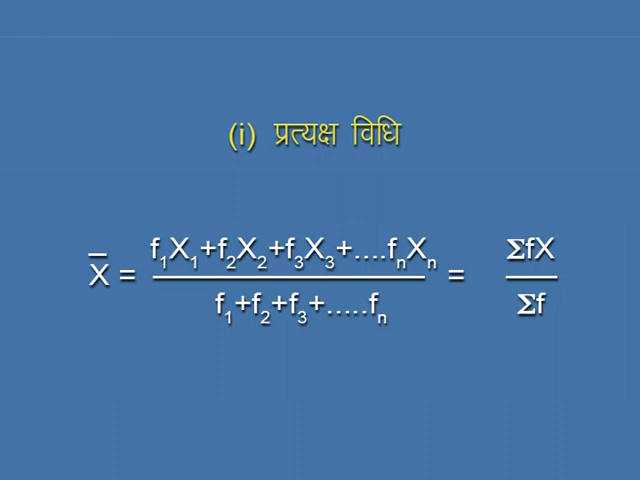 (i) प्रत्यक्ष विधि
X̄ = f₁X₁+f₂X₂+f₃X₃+....fₙXₙ / f₁+f₂+f₃+.....fₙ = ΣfX / Σf